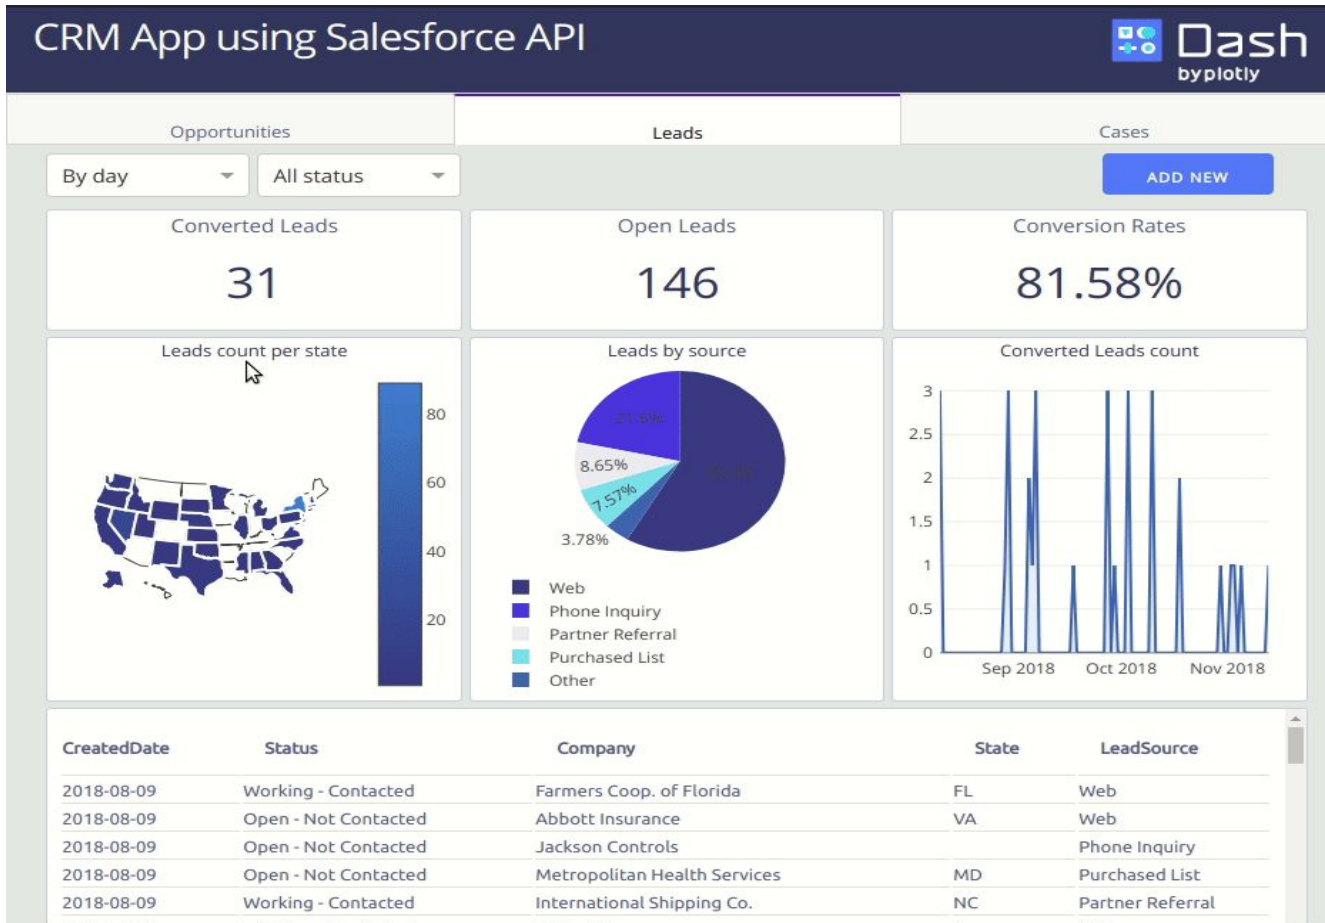 CRM App using Salesforce API
Dash
byplotly
Opportunities Leads Cases
By day All status ADD NEW
Converted Leads Open Leads Conversion Rates
31 146 81.58%
Leads count per state
80
60
40
20
Leads by source
8.65%
7.57%
3.78%
Web
Phone Inquiry
Partner Referral
Purchased List
Other
Converted Leads count
3
2.5
2
1.5
1
0.5
0
Sep 2018 Oct 2018 Nov 2018
CreatedDate Status Company State LeadSource
2018-08-09 Working - Contacted Farmers Coop. of Florida FL Web
2018-08-09 Open - Not Contacted Abbott Insurance VA Web
2018-08-09 Open - Not Contacted Jackson Controls Phone Inquiry
2018-08-09 Open - Not Contacted Metropolitan Health Services MD Purchased List
2018-08-09 Working - Contacted International Shipping Co. NC Partner Referral